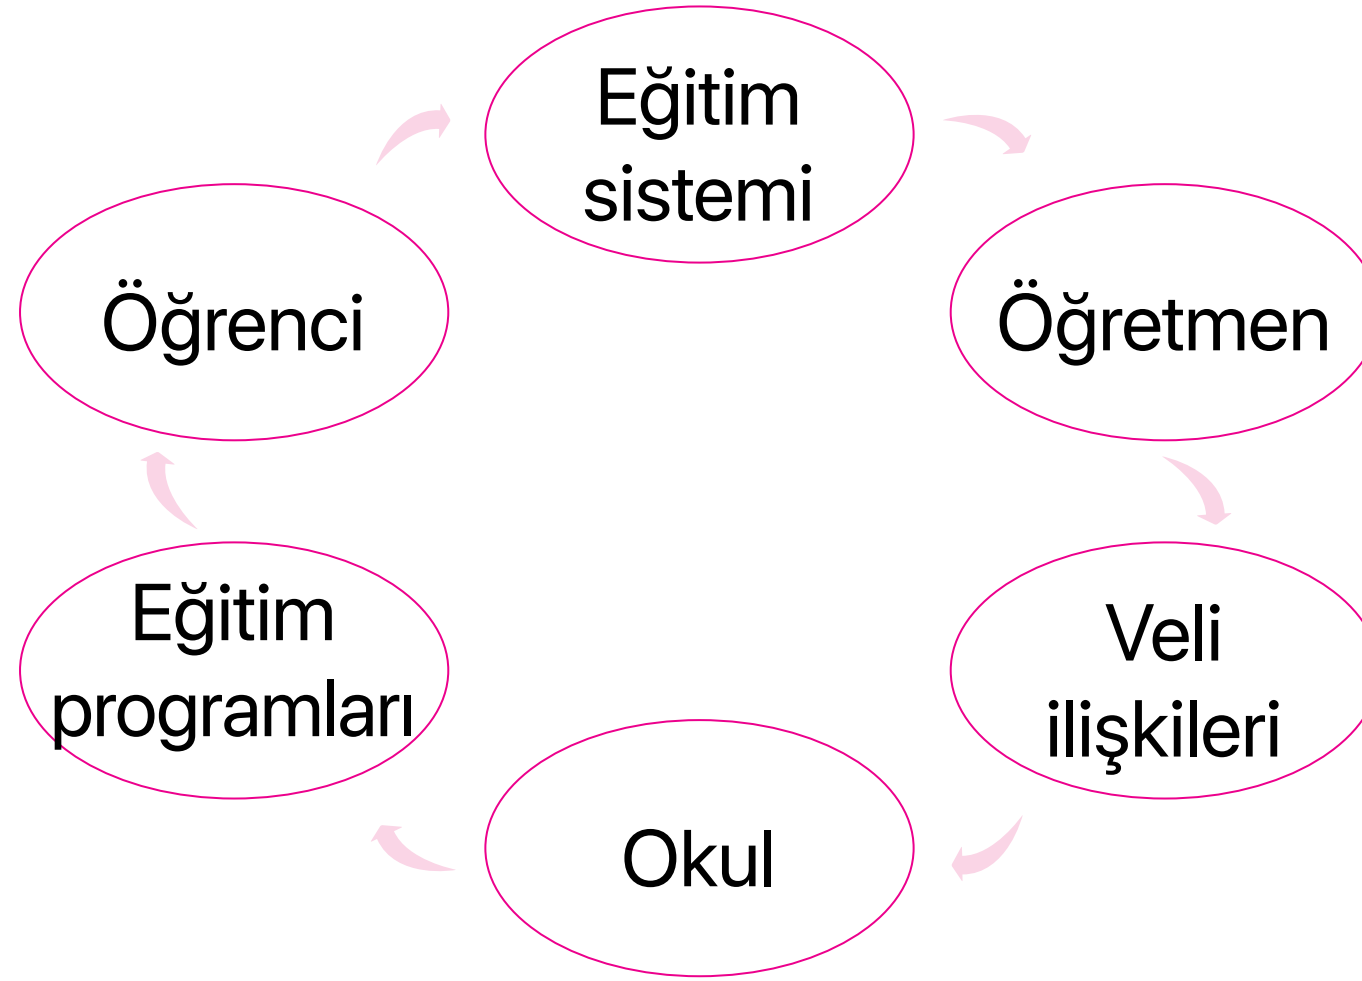 Eğitim
sistemi
Öğretmen
Veli
ilişkileri
Okul
Eğitim
programları
Öğrenci